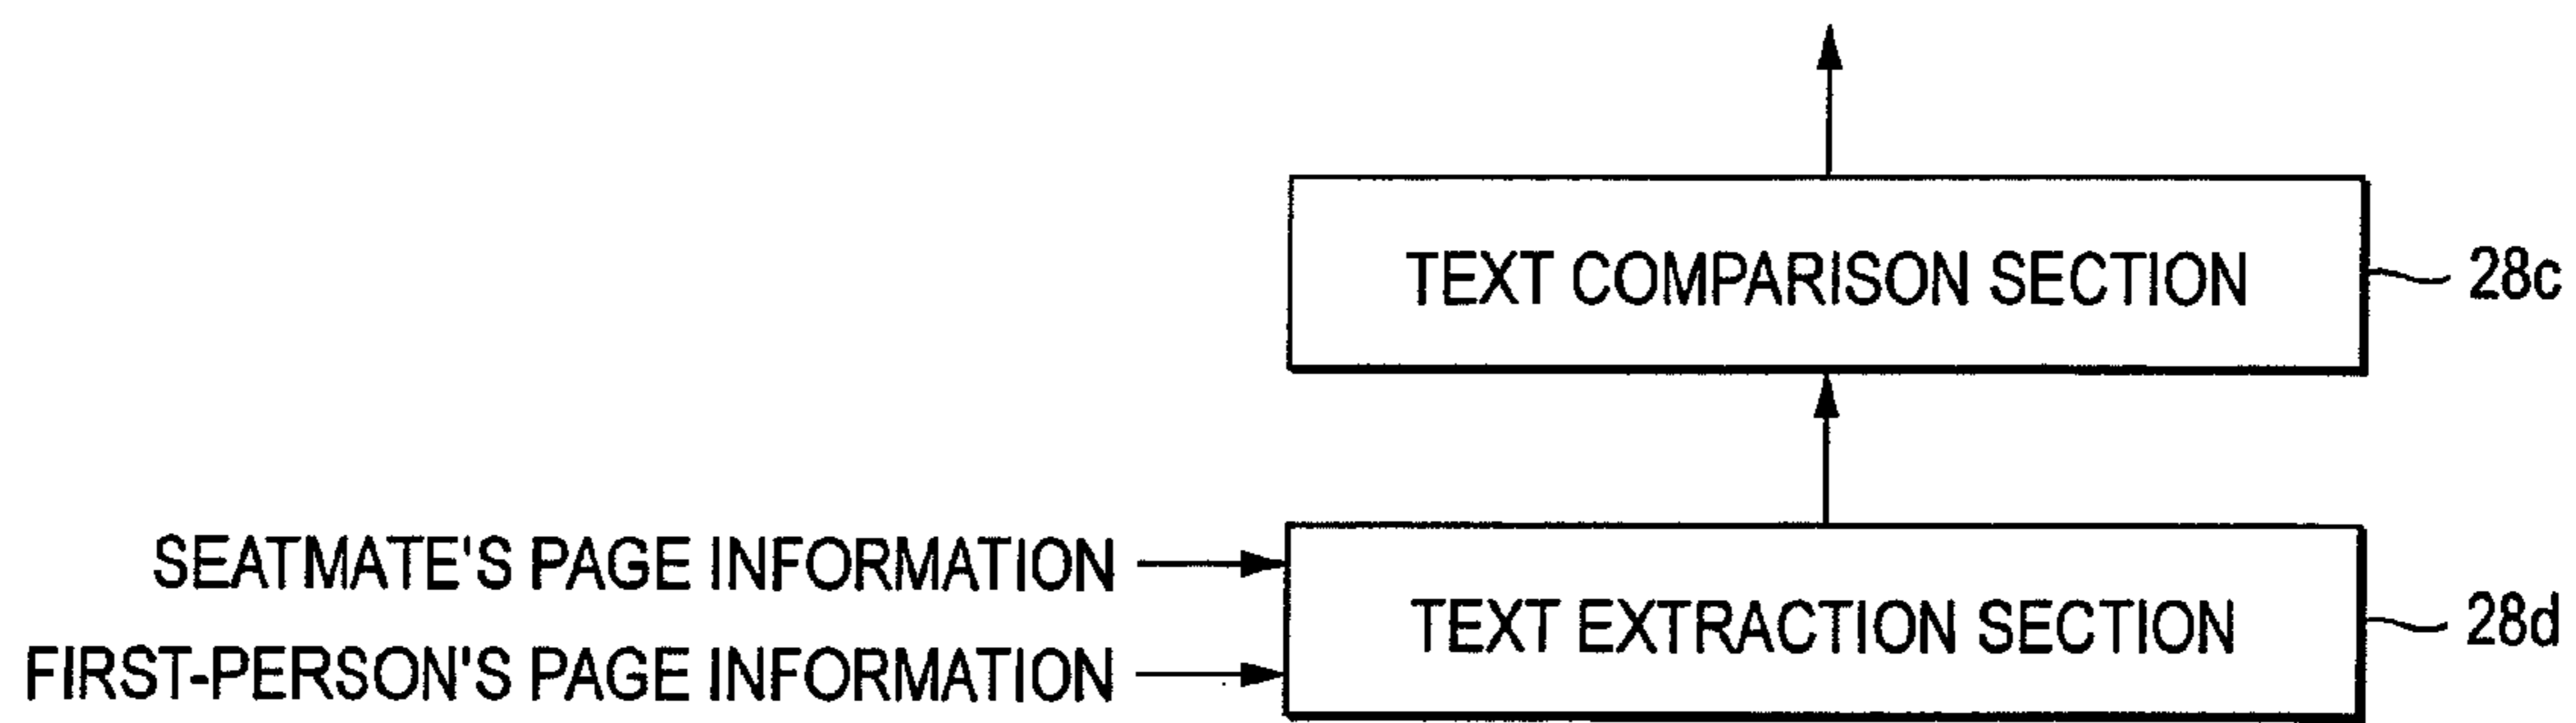 TEXT COMPARISON SECTION 28c
SEATMATE'S PAGE INFORMATION
TEXT EXTRACTION SECTION 28d
FIRST-PERSON'S PAGE INFORMATION